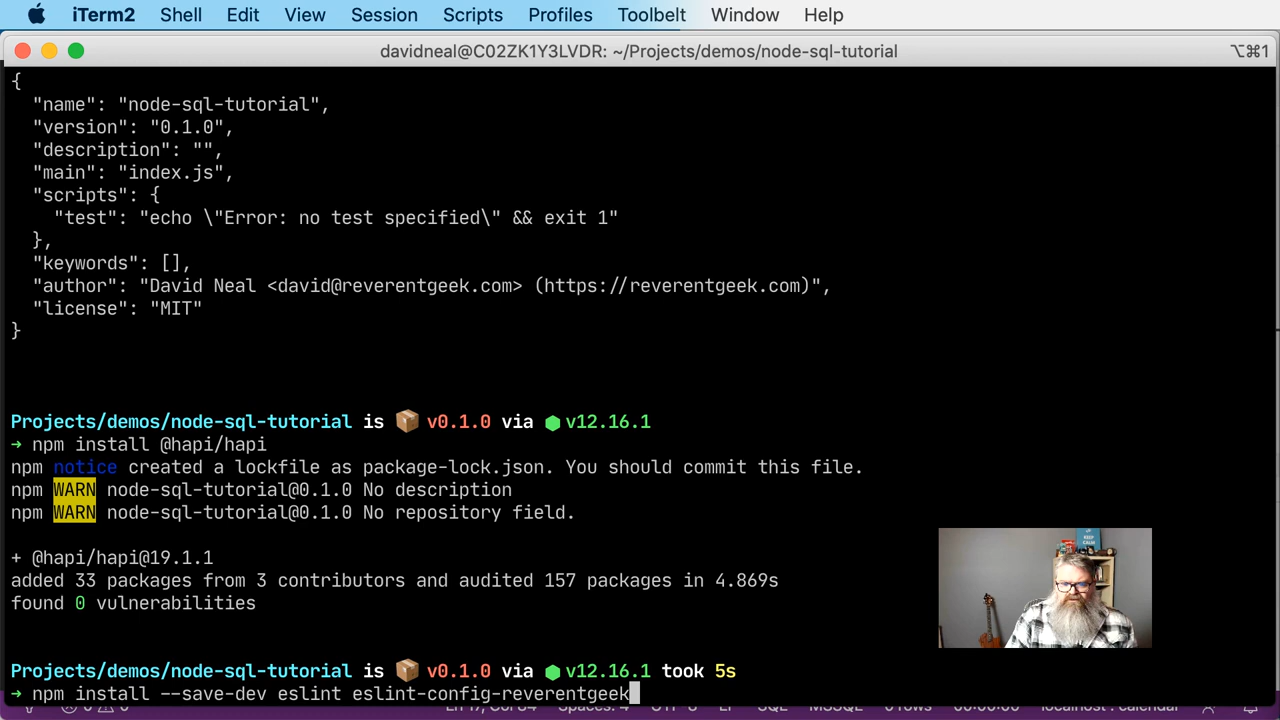 iTerm2 Shell Edit View Session Scripts Profiles Toolbelt Window Help
davidneal@C02ZK1Y3LVDR: ~/Projects/demos/node-sql-tutorial ⌥⌘1
{
"name": "node-sql-tutorial",
"version": "0.1.0",
"description": "",
"main": "index.js",
"scripts": {
"test": "echo \"Error: no test specified\" && exit 1"
},
"keywords": [],
"author": "David Neal <david@reverentgeek.com> (https://reverentgeek.com)",
"license": "MIT"
}
Projects/demos/node-sql-tutorial is 📦 v0.1.0 via ⬢ v12.16.1
➜ npm install @hapi/hapi
npm notice created a lockfile as package-lock.json. You should commit this file.
npm WARN node-sql-tutorial@0.1.0 No description
npm WARN node-sql-tutorial@0.1.0 No repository field.
+ @hapi/hapi@19.1.1
added 33 packages from 3 contributors and audited 157 packages in 4.869s
found 0 vulnerabilities
KEEP CALM
Projects/demos/node-sql-tutorial is 📦 v0.1.0 via ⬢ v12.16.1 took 5s
➜ npm install --save-dev eslint eslint-config-reverentgeek